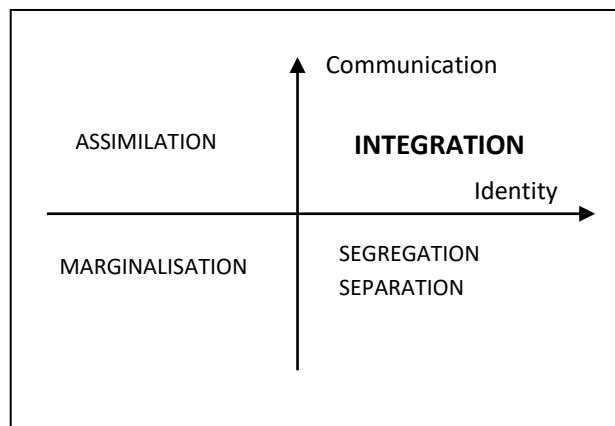 Communication
ASSIMILATION
INTEGRATION
Identity
MARGINALISATION
SEGREGATION
SEPARATION